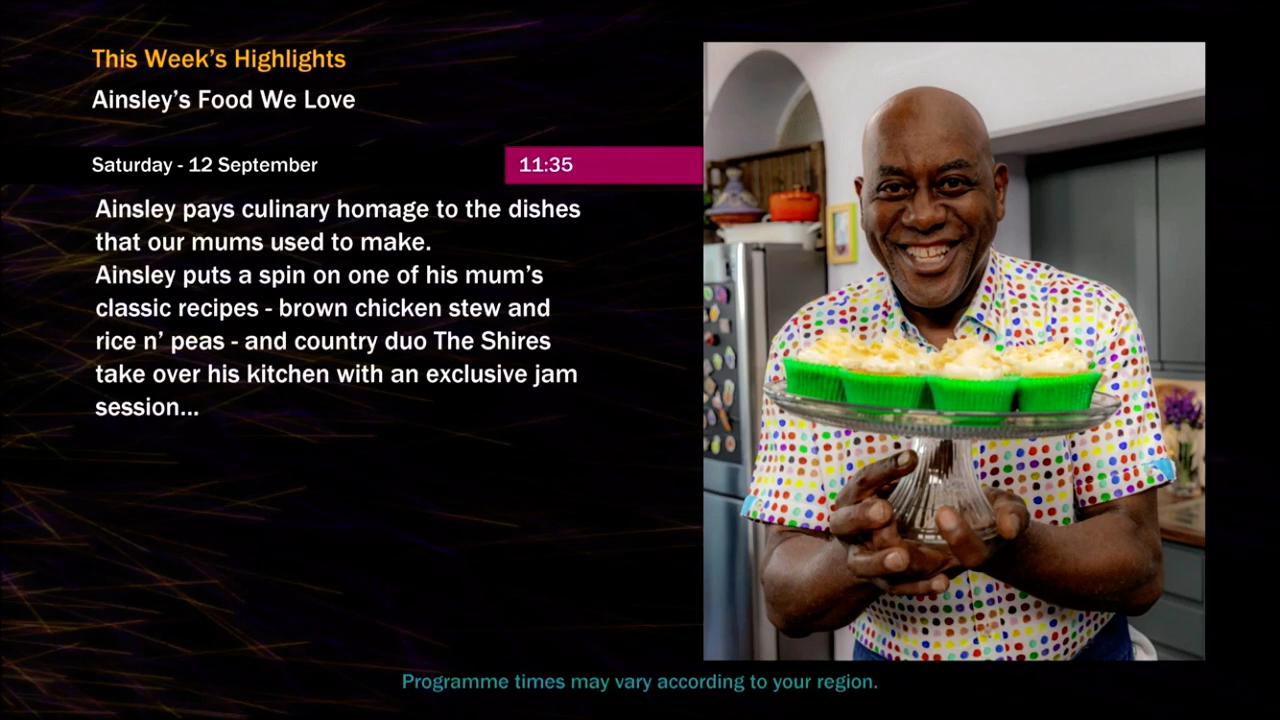 This Week’s Highlights
Ainsley’s Food We Love
Saturday - 12 September
11:35
Ainsley pays culinary homage to the dishes
that our mums used to make.
Ainsley puts a spin on one of his mum’s
classic recipes - brown chicken stew and
rice n’ peas - and country duo The Shires
take over his kitchen with an exclusive jam
session...
Programme times may vary according to your region.